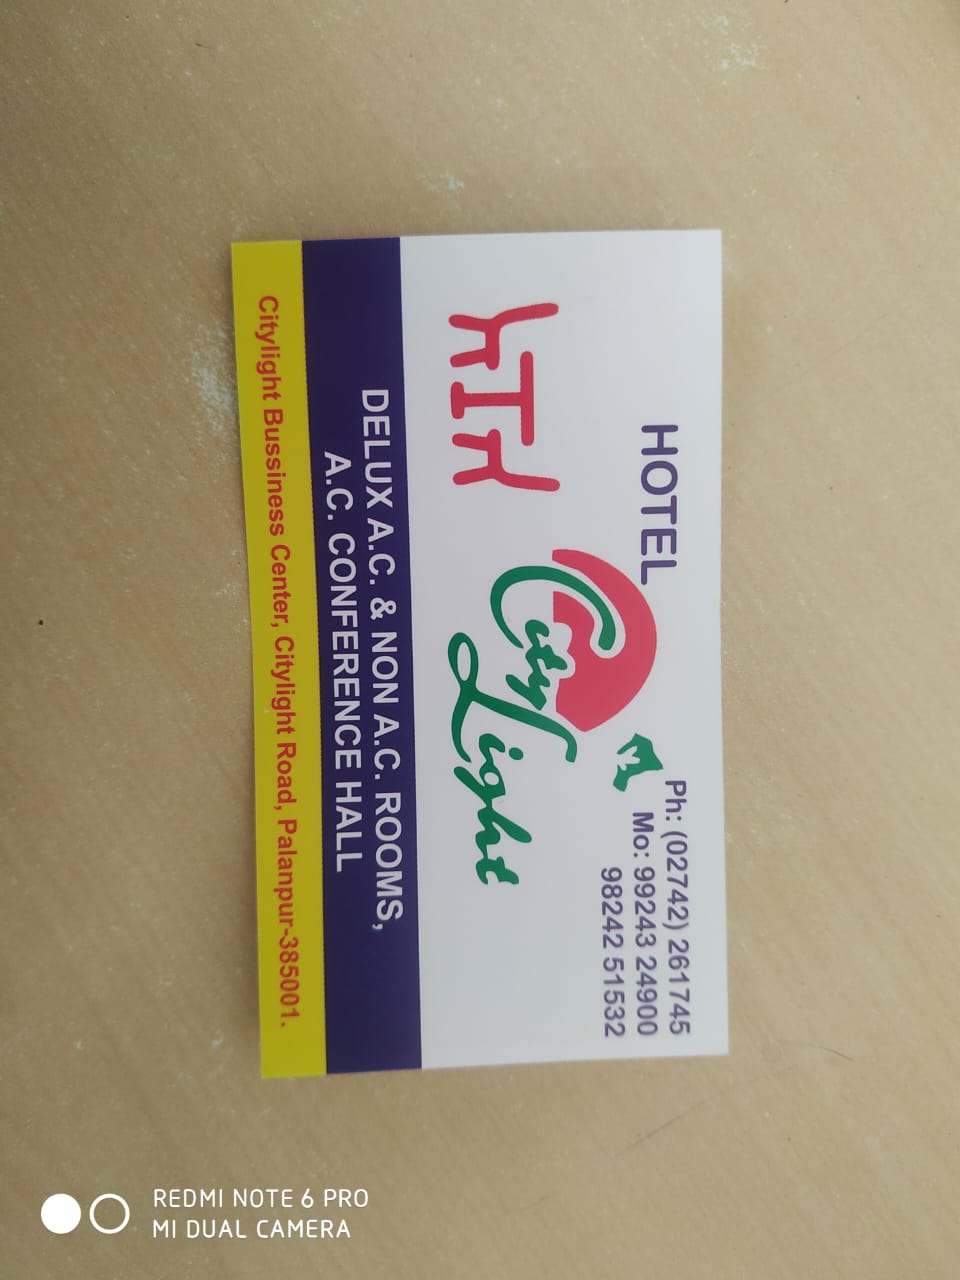 HOTEL
Ph: (02742) 261745
Mo: 99243 24900
98242 51532
City Light
DELUX A.C. & NON A.C. ROOMS,
A.C. CONFERENCE HALL
Citylight Bussiness Center, Citylight Road, Palanpur-385001.
REDMI NOTE 6 PRO
MI DUAL CAMERA